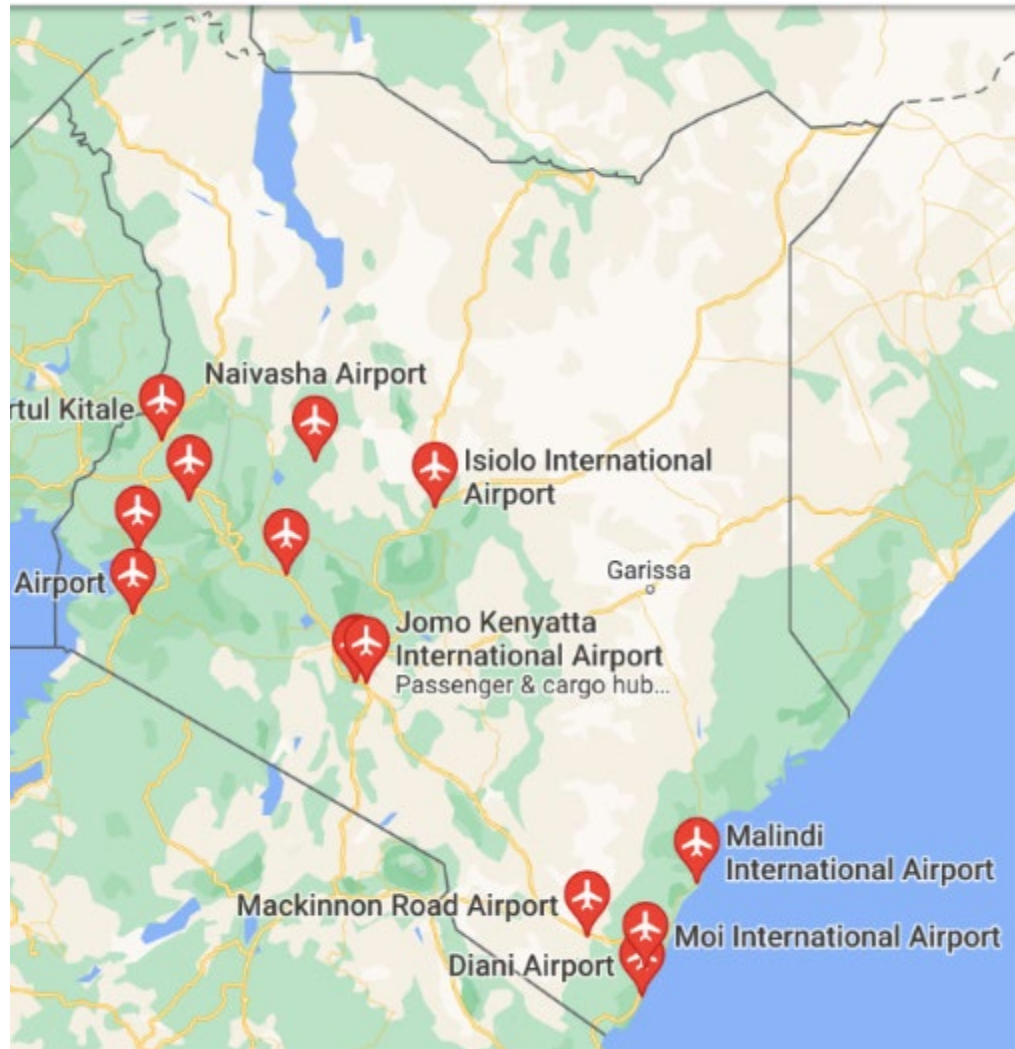 Naivasha Airport
rtul Kitale
Isiolo International
Airport
Airport
Garissa
Jomo Kenyatta
International Airport
Passenger & cargo hub...
Malindi
International Airport
Mackinnon Road Airport
Moi International Airport
Diani Airport